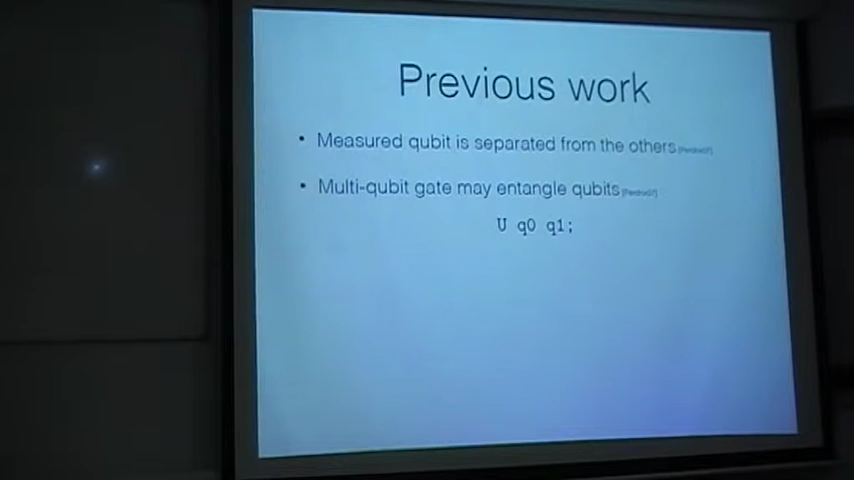 Previous work
• Measured qubit is separated from the others
• Multi-qubit gate may entangle qubits
U q0 q1;